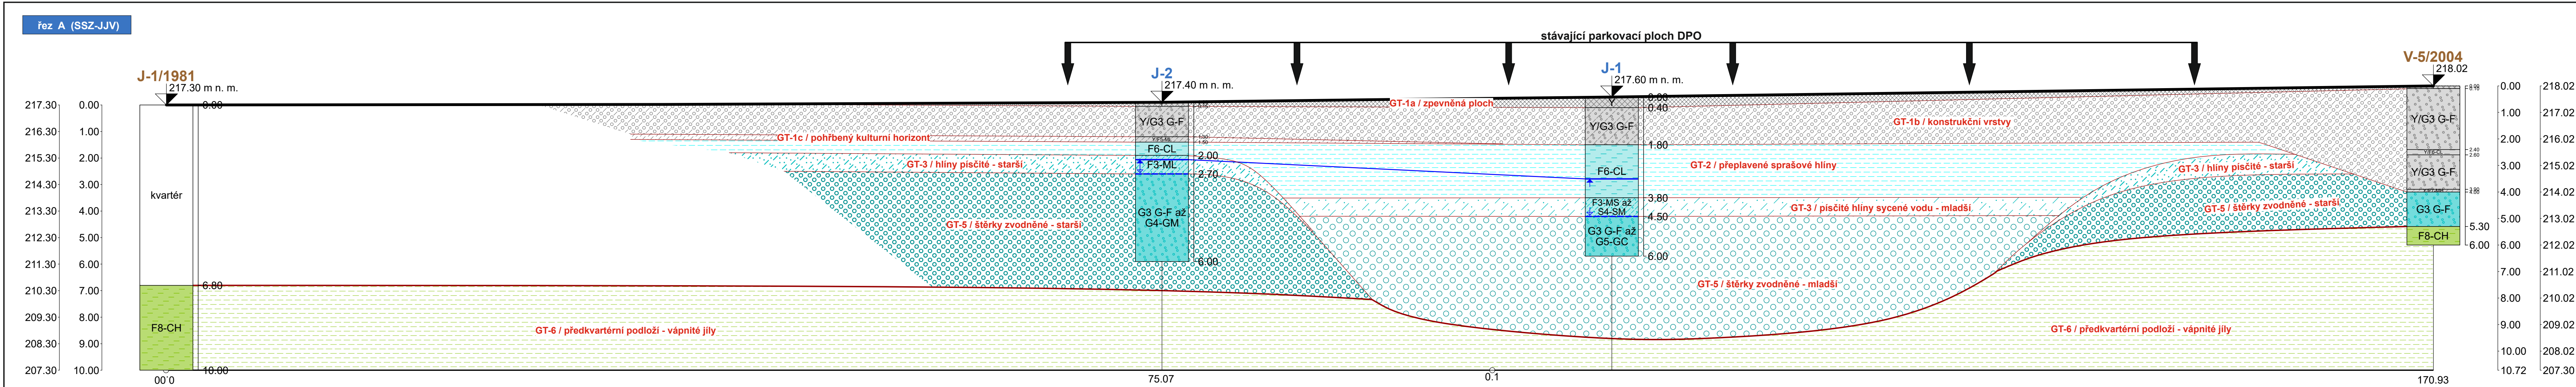 řez A (SSZ-JJV)
stávající parkovací ploch DPO
J-1/1981
217.30 m n. m.
J-2
217.40 m n. m.
J-1
217.60 m n. m.
V-5/2004
218.02
217.30
216.30
215.30
214.30
213.30
212.30
211.30
210.30
209.30
208.30
207.30
0.00
1.00
2.00
3.00
4.00
5.00
6.00
7.00
8.00
9.00
10.00
0.00
kvartér
6.80
F8-CH
10.00
00.0
GT-1c / pohřbený kulturní horizont
GT-3 / hlíny písčité - starší
GT-5 / štěrky zvodněné - starší
GT-6 / předkvartérní podloží - vápnité jíly
Y/G3 G-F
F6-CL
2.00
F3-ML
2.70
G3 G-F až
G4-GM
6.00
75.07
GT-1a / zpevněná ploch
0.00
Y
0.40
Y/G3 G-F
1.80
F6-CL
3.80
F3-MS až
S4-SM
4.50
G3 G-F až
G5-GC
6.00
0.1
GT-1b / konstrukční vrstvy
GT-2 / přeplavené sprašové hlíny
GT-3 / písčité hlíny sycené vodu - mladší
GT-5 / štěrky zvodněné - mladší
GT-3 / hlíny písčité - starší
GT-5 / štěrky zvodněné - starší
GT-6 / předkvartérní podloží - vápnité jíly
Y/G3 G-F
2.40
2.60
Y/G3 G-F
G3 G-F
5.30
F8-CH
6.00
170.93
0.00
1.00
2.00
3.00
4.00
5.00
6.00
7.00
8.00
9.00
10.00
10.72
218.02
217.02
216.02
215.02
214.02
213.02
212.02
211.02
210.02
209.02
208.02
207.30